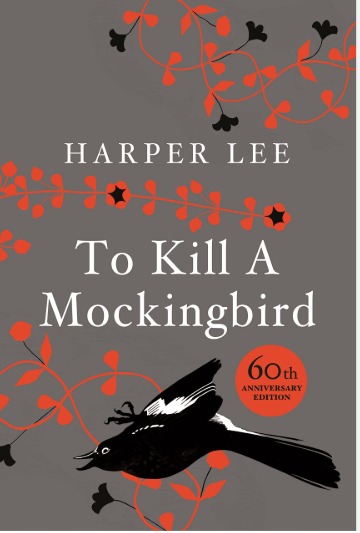 HARPER LEE
To Kill A
Mockingbird
60th
ANNIVERSARY
EDITION